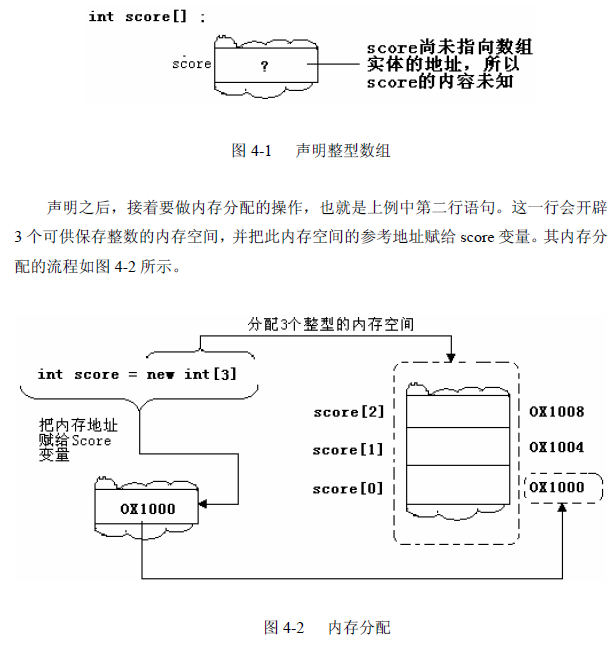 int score[] ;
score
?
score尚未指向数组
实体的地址，所以
score的内容未知
图 4-1 声明整型数组
声明之后，接着要做内存分配的操作，也就是上例中第二行语句。这一行会开辟
3 个可供保存整数的内存空间，并把此内存空间的参考地址赋给 score 变量。其内存分
配的流程如图 4-2 所示。
分配3个整型的内存空间
int score = new int[3]
把内存地址
赋给Score
变量
OX1000
score[2]
OX1008
score[1]
OX1004
score[0]
OX1000
图 4-2 内存分配